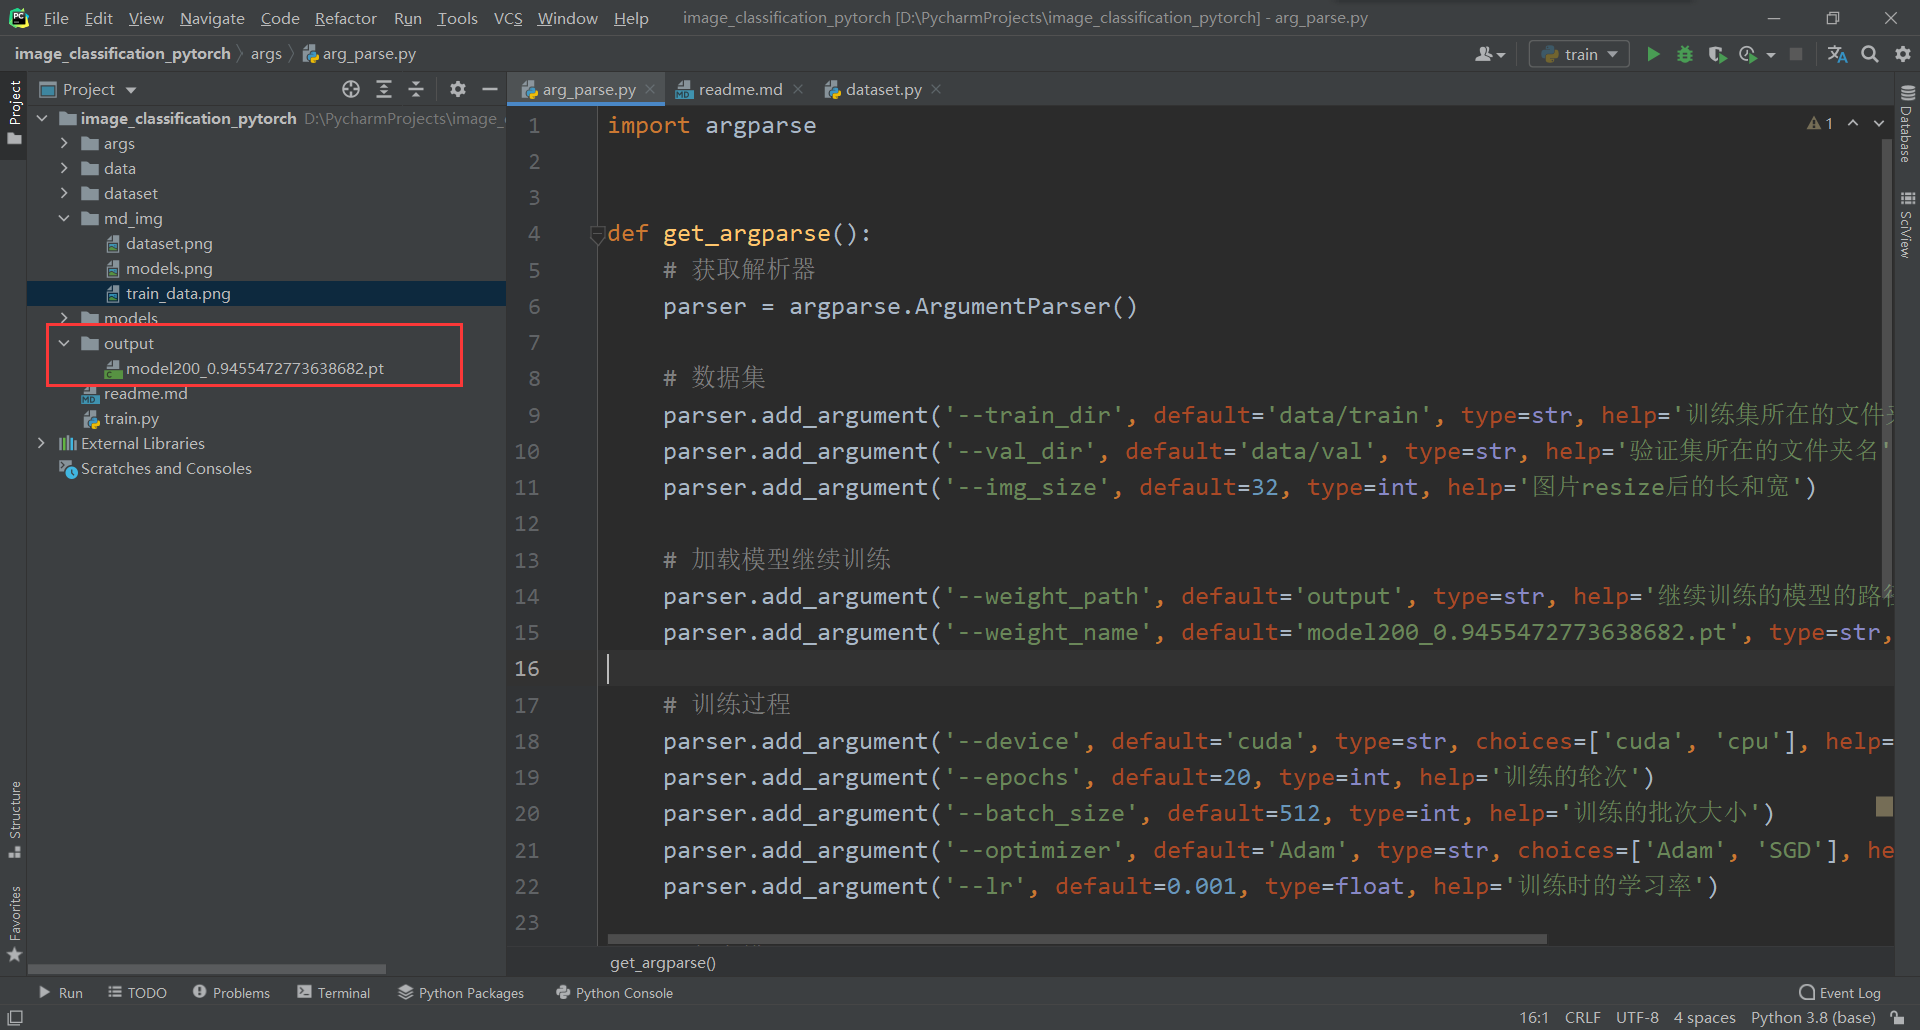 File Edit View Navigate Code Refactor Run Tools VCS Window Help image_classification_pytorch [D:\PycharmProjects\image_classification_pytorch] - arg_parse.py
image_classification_pytorch args arg_parse.py train
Project
Project
arg_parse.py readme.md dataset.py
image_classification_pytorch D:\PycharmProjects\image_
args
data
dataset
md_img
dataset.png
models.png
train_data.png
models
output
model200_0.9455472773638682.pt
readme.md
train.py
External Libraries
Scratches and Consoles
1 import argparse
2
3
4 def get_argparse():
5 # 获取解析器
6 parser = argparse.ArgumentParser()
7
8 # 数据集
9 parser.add_argument('--train_dir', default='data/train', type=str, help='训练集所在的文件夹
10 parser.add_argument('--val_dir', default='data/val', type=str, help='验证集所在的文件夹名'
11 parser.add_argument('--img_size', default=32, type=int, help='图片resize后的长和宽')
12
13 # 加载模型继续训练
14 parser.add_argument('--weight_path', default='output', type=str, help='继续训练的模型的路径
15 parser.add_argument('--weight_name', default='model200_0.9455472773638682.pt', type=str,
16
17 # 训练过程
18 parser.add_argument('--device', default='cuda', type=str, choices=['cuda', 'cpu'], help=
19 parser.add_argument('--epochs', default=20, type=int, help='训练的轮次')
20 parser.add_argument('--batch_size', default=512, type=int, help='训练的批次大小')
21 parser.add_argument('--optimizer', default='Adam', type=str, choices=['Adam', 'SGD'], he
22 parser.add_argument('--lr', default=0.001, type=float, help='训练时的学习率')
23
1
Database
SciView
Structure
Favorites
get_argparse()
Run TODO Problems Terminal Python Packages Python Console Event Log
16:1 CRLF UTF-8 4 spaces Python 3.8 (base)